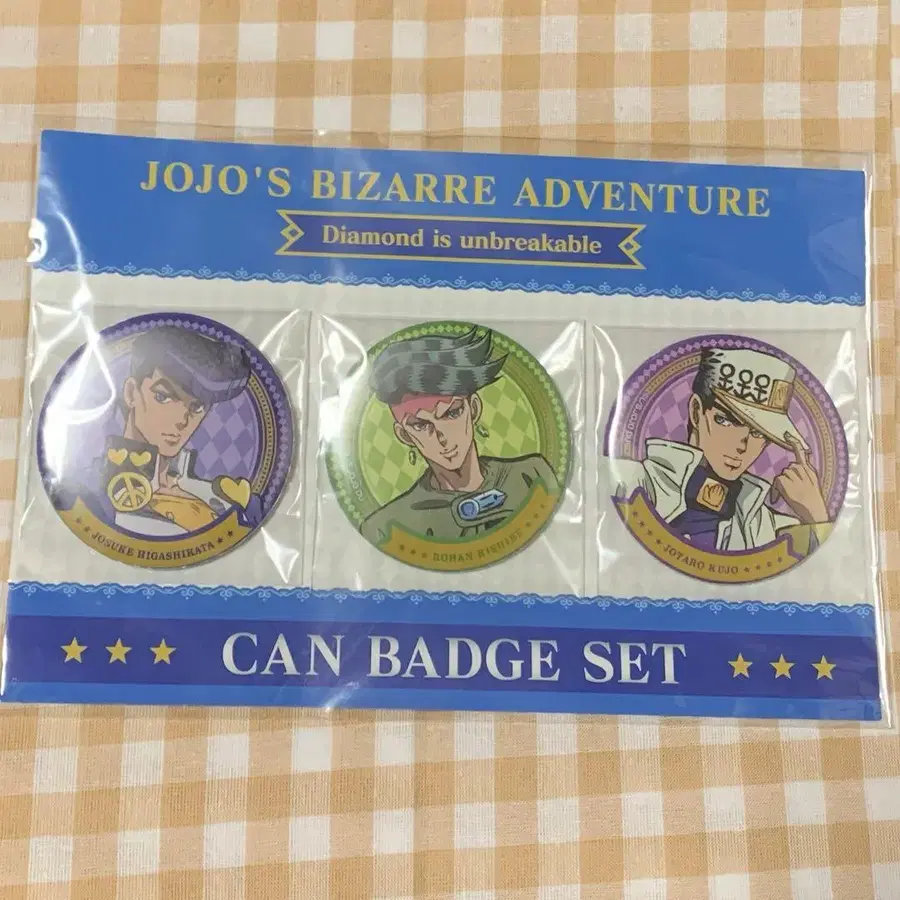 JOJO'S BIZARRE ADVENTURE
Diamond is unbreakable
JOSUKE HIGASHIKATA
ROHAN KISHIBE
JOTARO KUJO
CAN BADGE SET